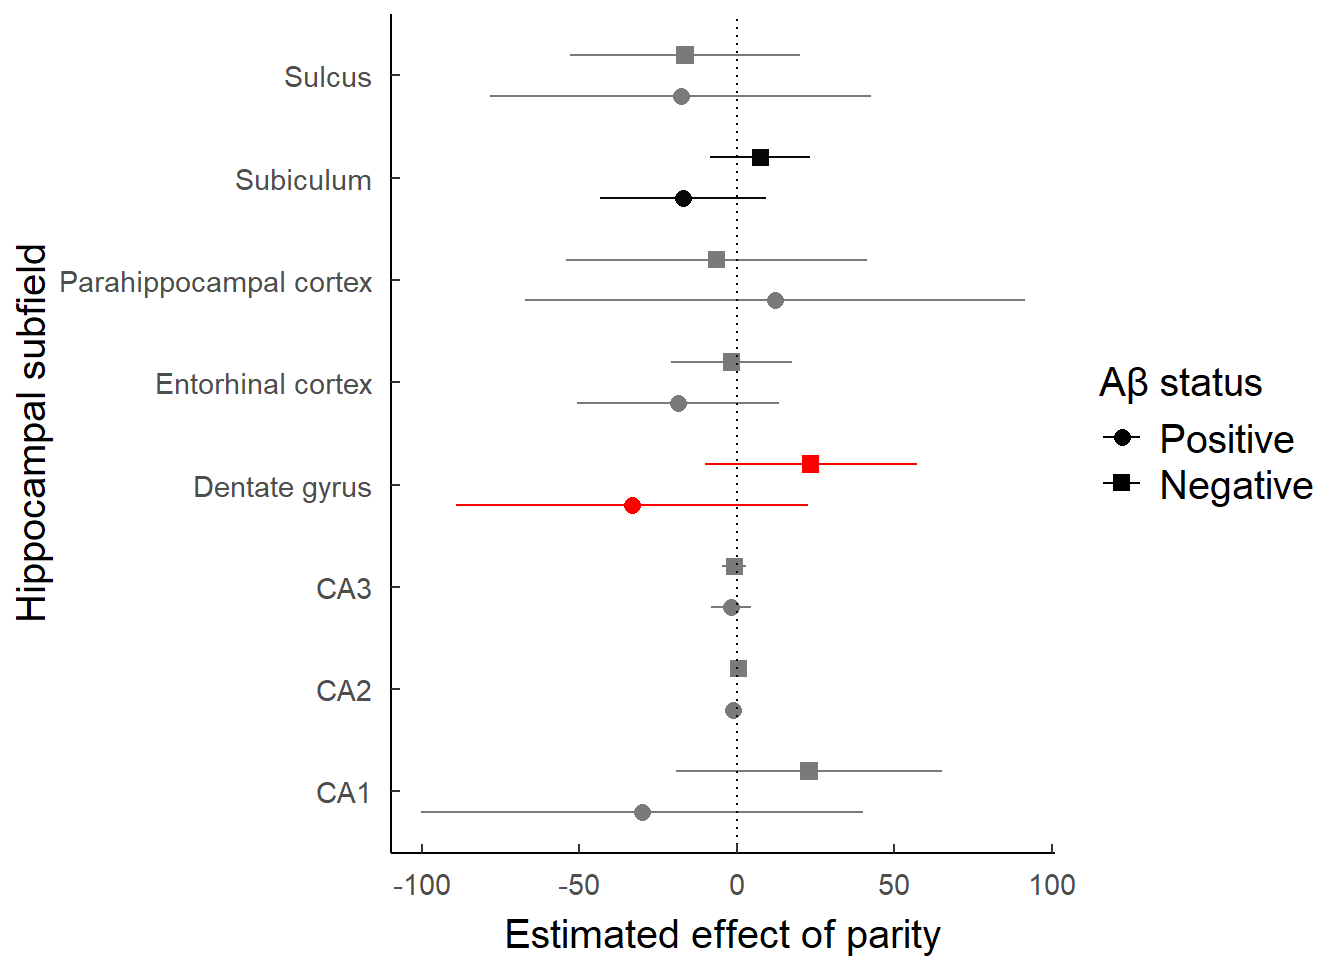 Hippocampal subfield
Sulcus
Subiculum
Parahippocampal cortex
Entorhinal cortex
Dentate gyrus
CA3
CA2
CA1
-100 -50 0 50 100
Estimated effect of parity
Aβ status
Positive
Negative